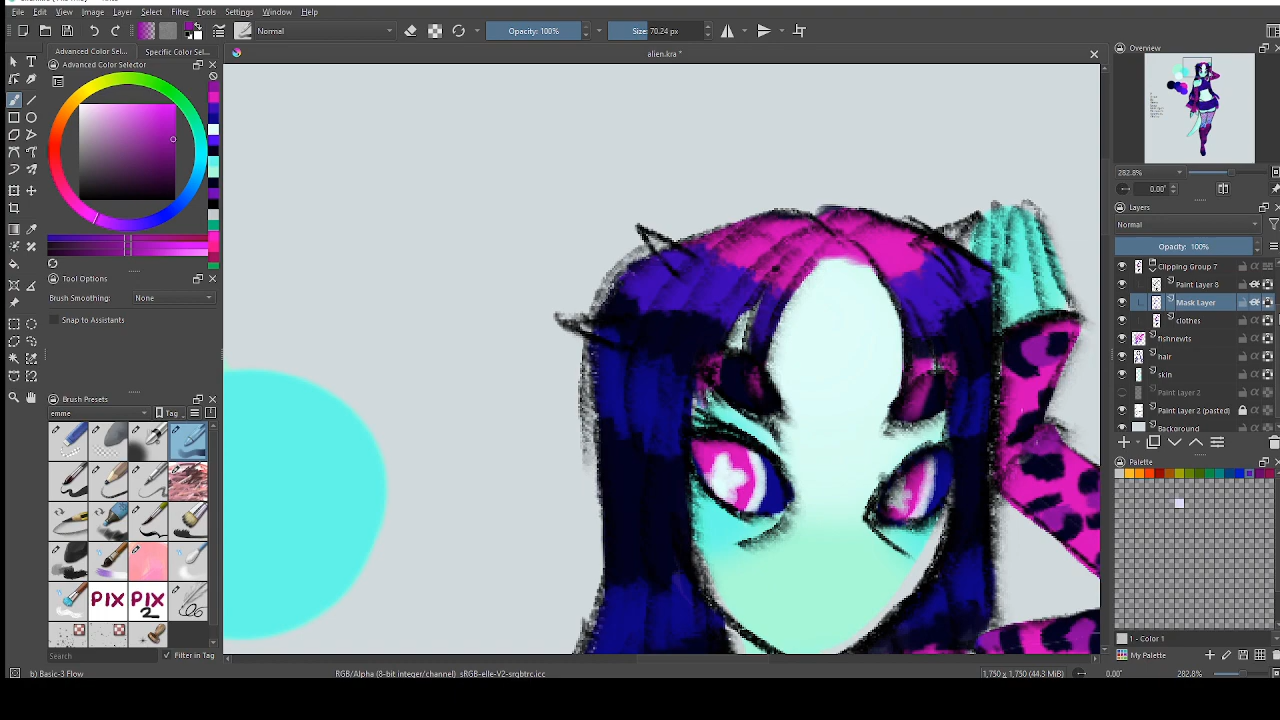 File Edit View Image Layer Select Filter Tools Settings Window Help
Normal Opacity: 100% Size: 70.24 px
Advanced Color Sel... Specific Color Sel...
alien.kra *
Advanced Color Selector
Tool Options
Brush Smoothing: None
Snap to Assistants
Brush Presets
emme Tag
PIX PIX 2
Search Filter in Tag
b) Basic-3 Flow RGB/Alpha (8-bit integer/channel) sRGB-elle-V2-srgbtrc.icc 1,750 x 1,750 (44.3 MiB) 0.00° 282.8%
Overview
282.8%
0.00°
Layers
Normal
Opacity: 100%
Clipping Group 7
Paint Layer 8
Mask Layer
clothes
fishnewts
hair
skin
Paint Layer 2
Paint Layer 2 (pasted)
Background
Palette
1 - Color 1
My Palette